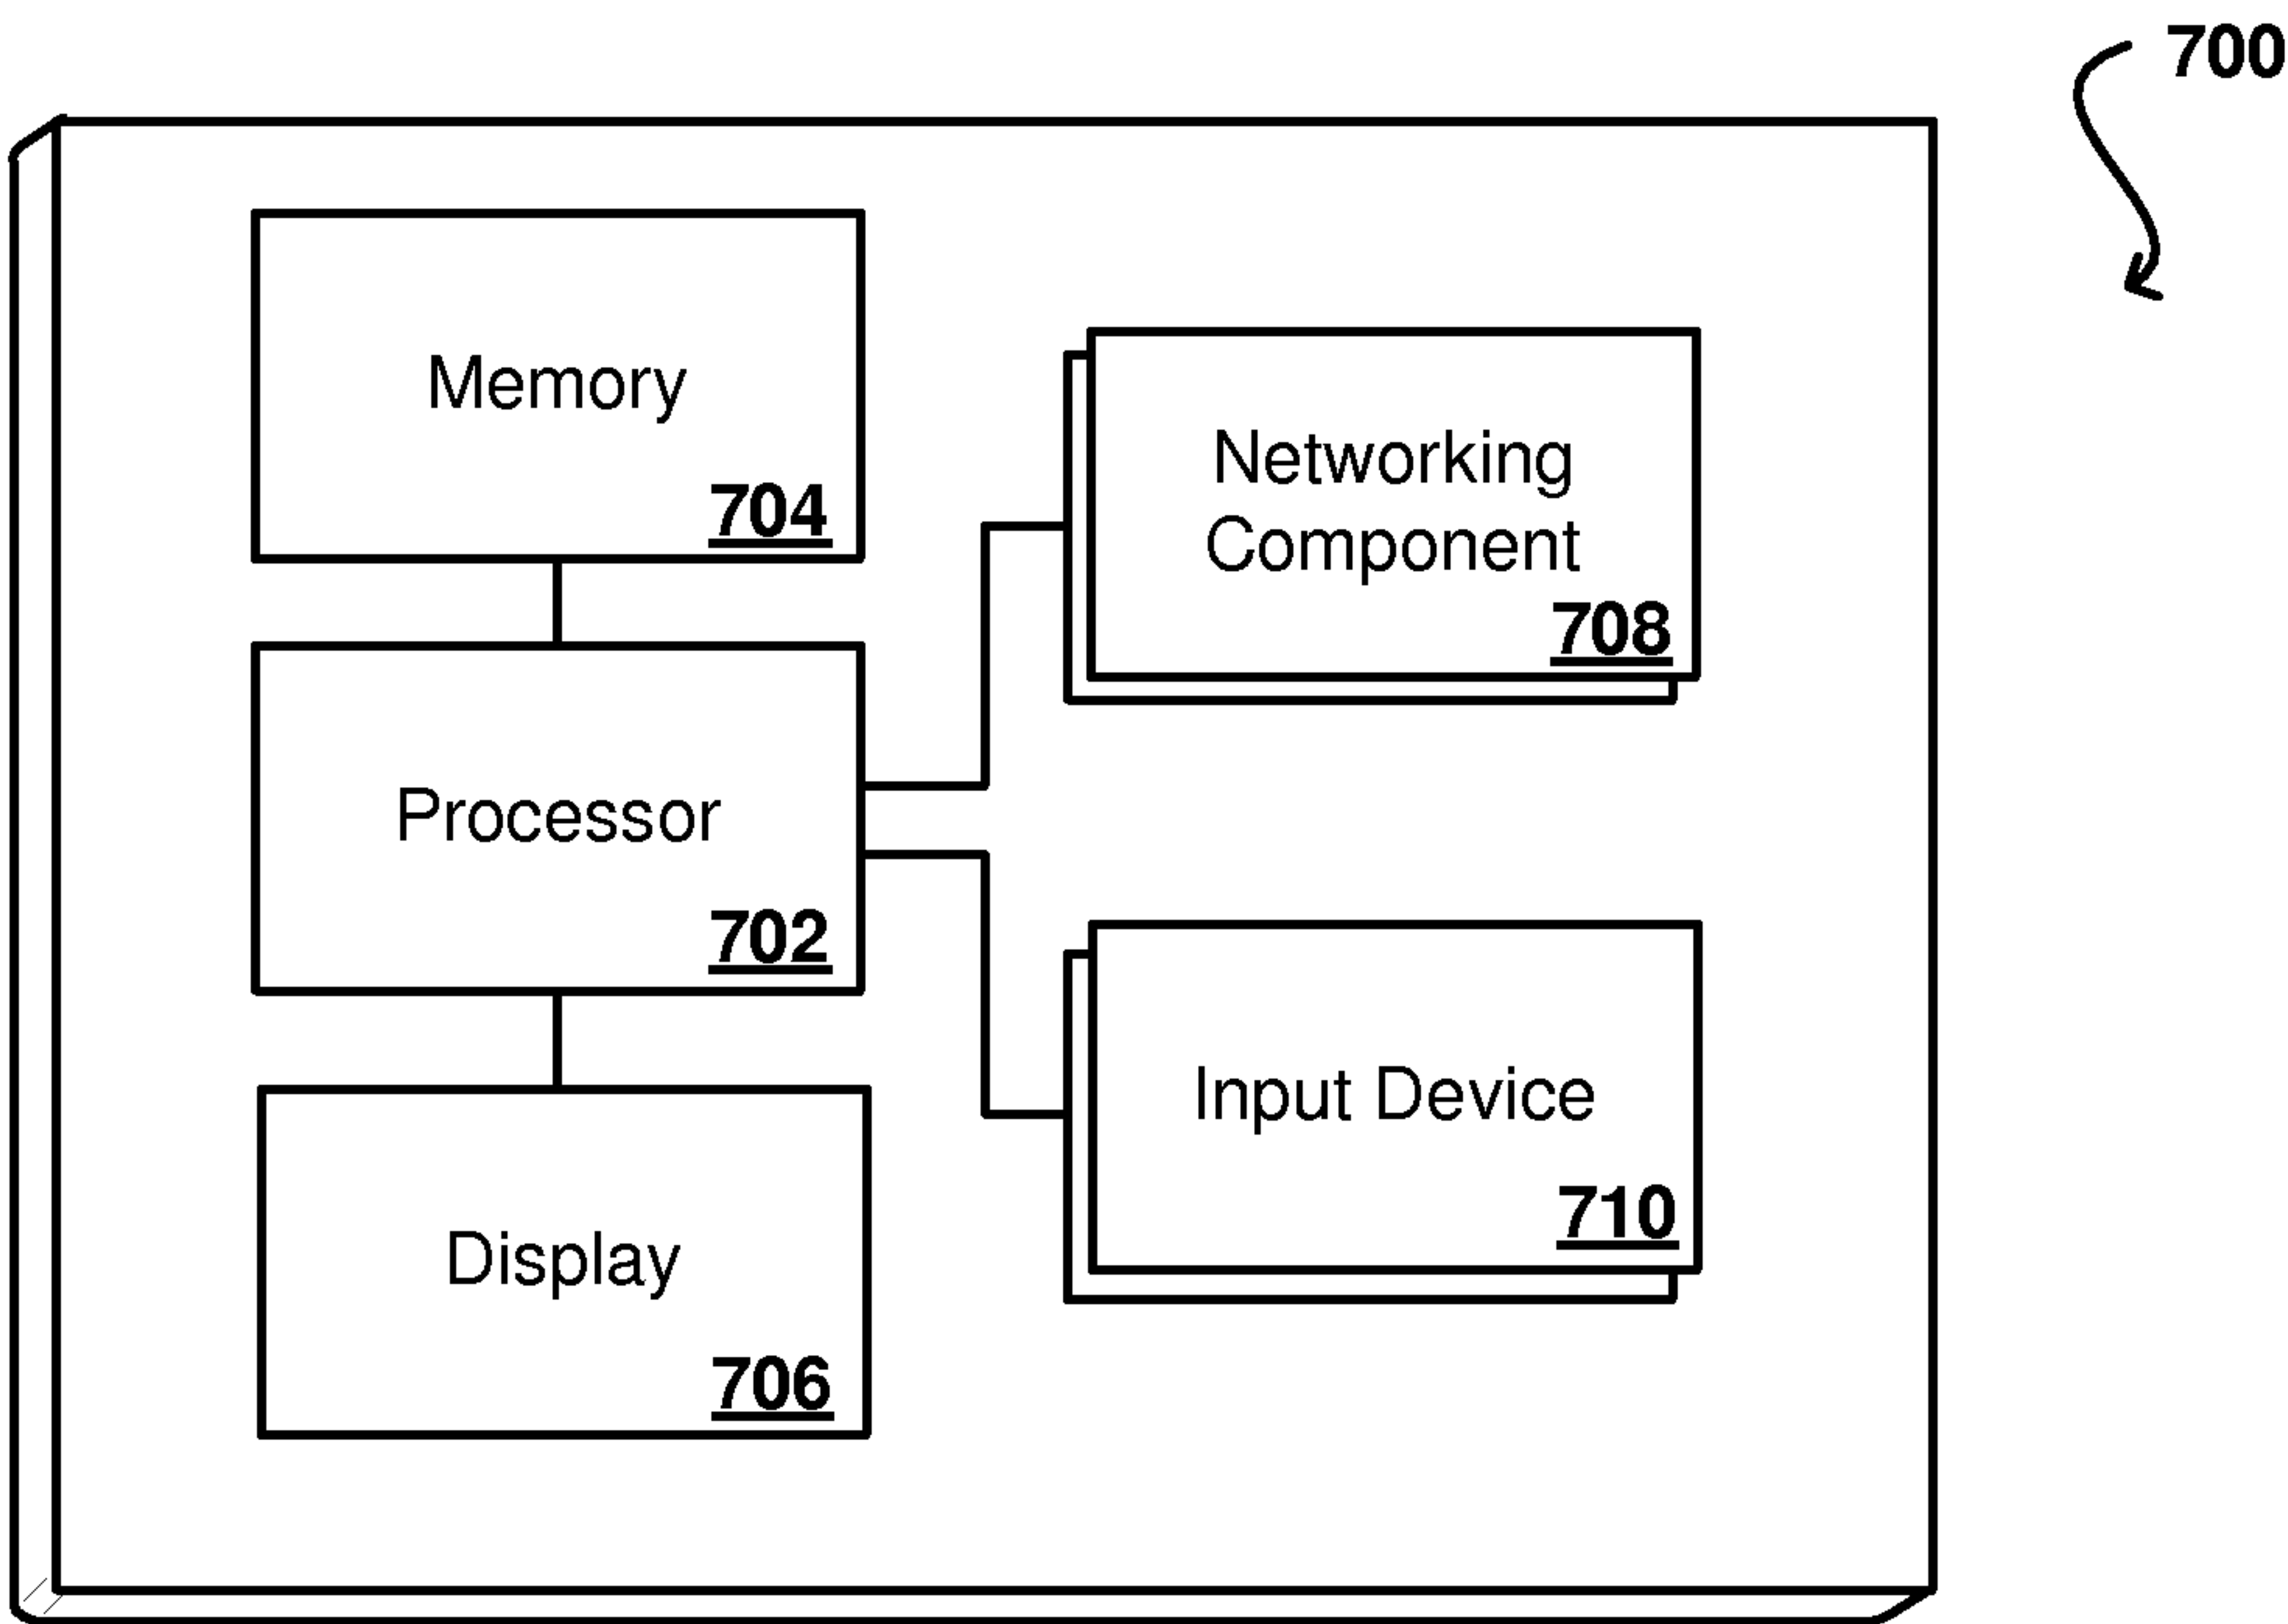 700
Memory
704
Networking
Component
708
Processor
702
Input Device
710
Display
706